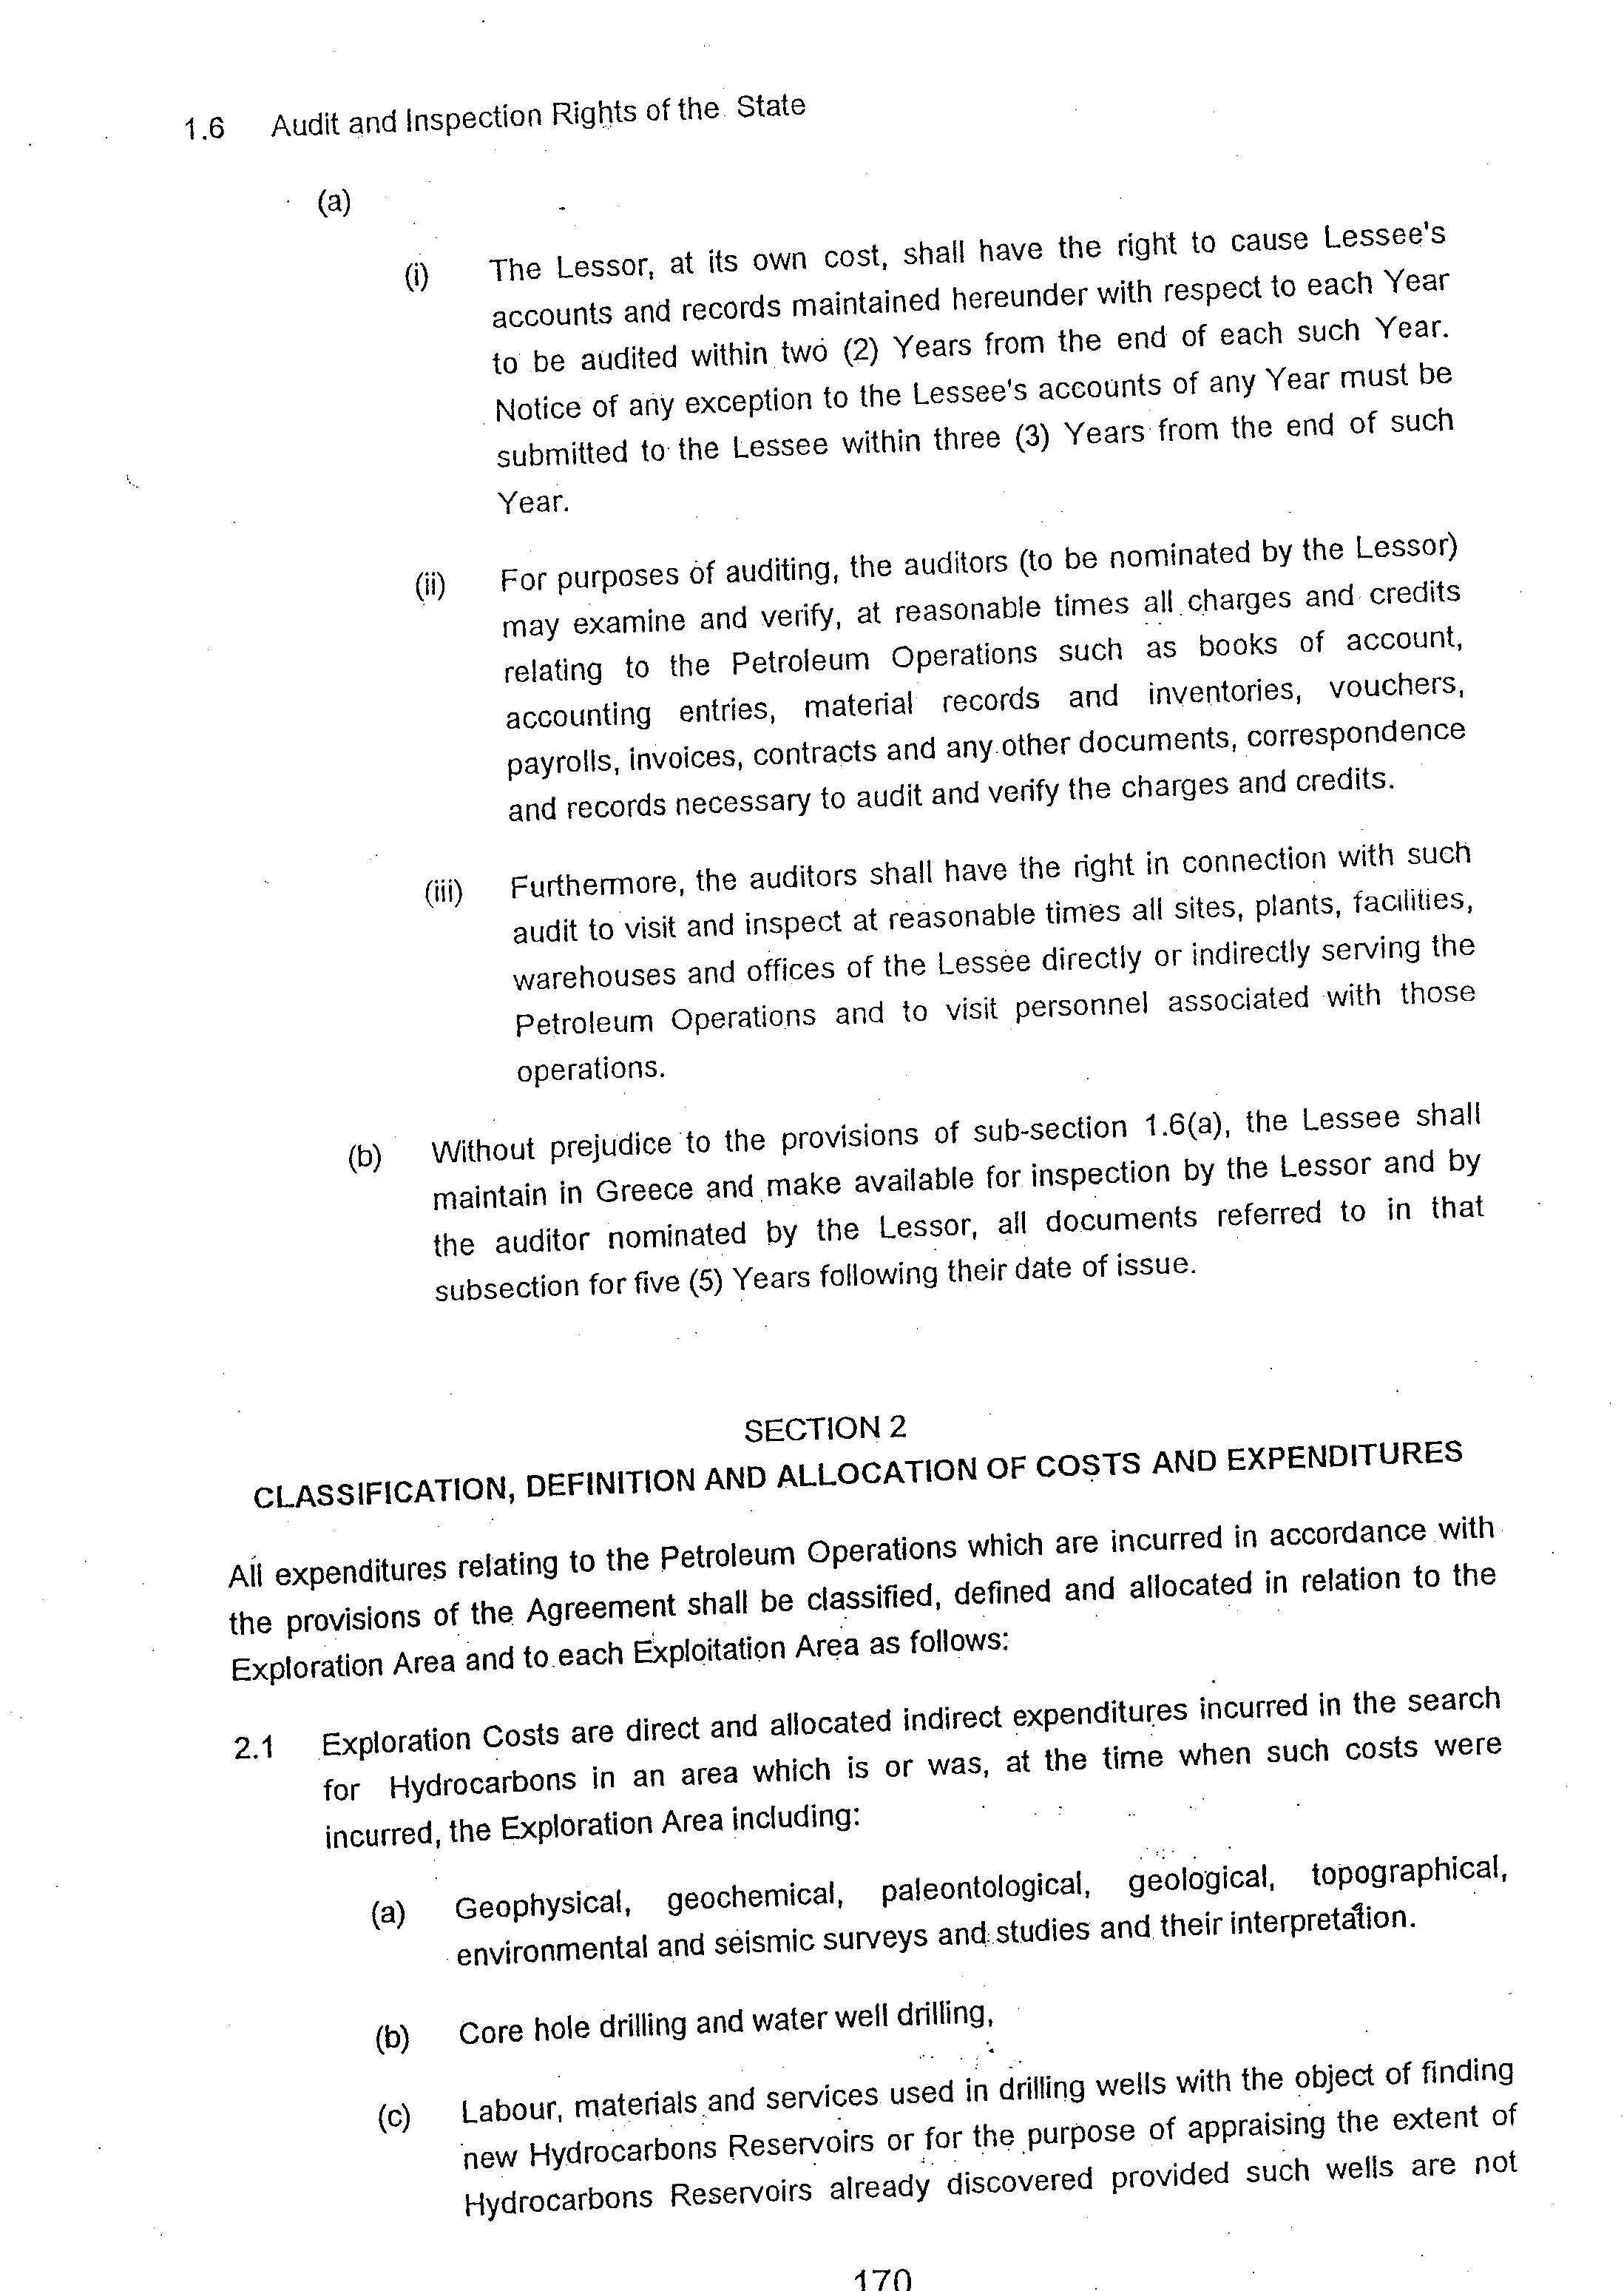 1.6 Audit and Inspection Rights of the State
(a)
(i) The Lessor, at its own cost, shall have the right to cause Lessee's
accounts and records maintained hereunder with respect to each Year
to be audited within two (2) Years from the end of each such Year.
Notice of any exception to the Lessee's accounts of any Year must be
submitted to the Lessee within three (3) Years from the end of such
Year.
(ii) For purposes of auditing, the auditors (to be nominated by the Lessor)
may examine and verify, at reasonable times all charges and credits
relating to the Petroleum Operations such as books of account,
accounting entries, material records and inventories, vouchers,
payrolls, invoices, contracts and any other documents, correspondence
and records necessary to audit and verify the charges and credits.
(iii) Furthermore, the auditors shall have the right in connection with such
audit to visit and inspect at reasonable times all sites, plants, facilities,
warehouses and offices of the Lessee directly or indirectly serving the
Petroleum Operations and to visit personnel associated with those
operations.
(b) Without prejudice to the provisions of sub-section 1.6(a), the Lessee shall
maintain in Greece and make available for inspection by the Lessor and by
the auditor nominated by the Lessor, all documents referred to in that
subsection for five (5) Years following their date of issue.
SECTION 2
CLASSIFICATION, DEFINITION AND ALLOCATION OF COSTS AND EXPENDITURES
All expenditures relating to the Petroleum Operations which are incurred in accordance with
the provisions of the Agreement shall be classified, defined and allocated in relation to the
Exploration Area and to each Exploitation Area as follows:
2.1 Exploration Costs are direct and allocated indirect expenditures incurred in the search
for Hydrocarbons in an area which is or was, at the time when such costs were
incurred, the Exploration Area including:
(a) Geophysical, geochemical, paleontological, geological, topographical,
environmental and seismic surveys and studies and their interpretation.
(b) Core hole drilling and water well drilling,
(c) Labour, materials and services used in drilling wells with the object of finding
new Hydrocarbons Reservoirs or for the purpose of appraising the extent of
Hydrocarbons Reservoirs already discovered provided such wells are not
170